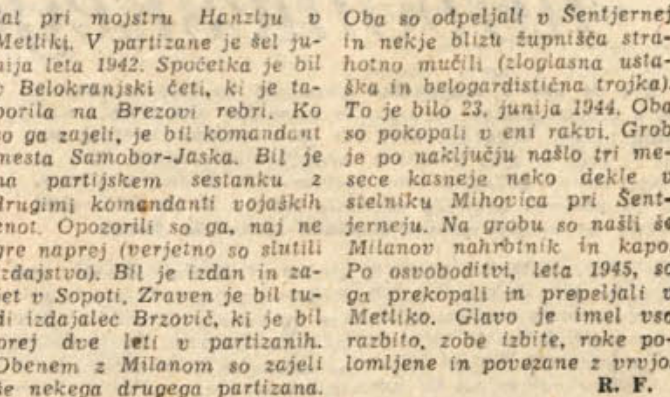 pri mojstru Hanzlju v
Metliki. V partizane je šel ju-
nija leta 1942. Spočetka je bil
v Belokranjski četi, ki je ta-
borila na Brezovi rebri. Ko
so ga zajeli, je bil komandant
mesta Samobor-Jaska. Bil je
na partijskem sestanku z
drugimi komandanti vojaških
enot. Opozorili so ga, naj ne
gre naprej (verjetno so slutili
izdajstvo). Bil je izdan in za-
jet v Sopoti. Zraven je bil tu-
di izdajalec Brzovič, ki je bil
prej dve leti v partizanih.
Obenem z Milanom so zajeli
še nekega drugega partizana.
Oba so odpeljali v Šentjernej
in nekje blizu župnišča stra-
hotno mučili (zloglasna usta-
ška in belogardistična trojka).
To je bilo 23. junija 1944. Oba
so pokopali v eni rakvi. Grob
je po naključju našlo tri me-
sece kasneje neko dekle v
stelniku Mihovica pri Šent-
jerneju. Na grobu so našli še
Milanov nahrbtnik in kapo.
Po osvoboditvi, leta 1945, so
ga prekopali in prepeljali v
Metliko. Glavo je imel vso
razbito, zobe izbite, roke po-
lomljene in povezane z vrvjo.
R. F.